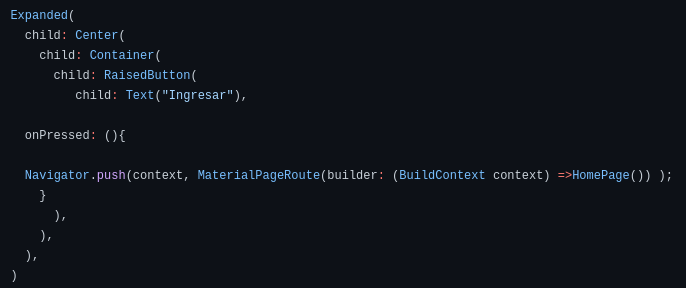 Expanded(
  child: Center(
    child: Container(
      child: RaisedButton(
         child: Text("Ingresar"),

  onPressed: (){

  Navigator.push(context, MaterialPageRoute(builder: (BuildContext context) =>HomePage()) );
    }
      ),
    ),
  ),
)